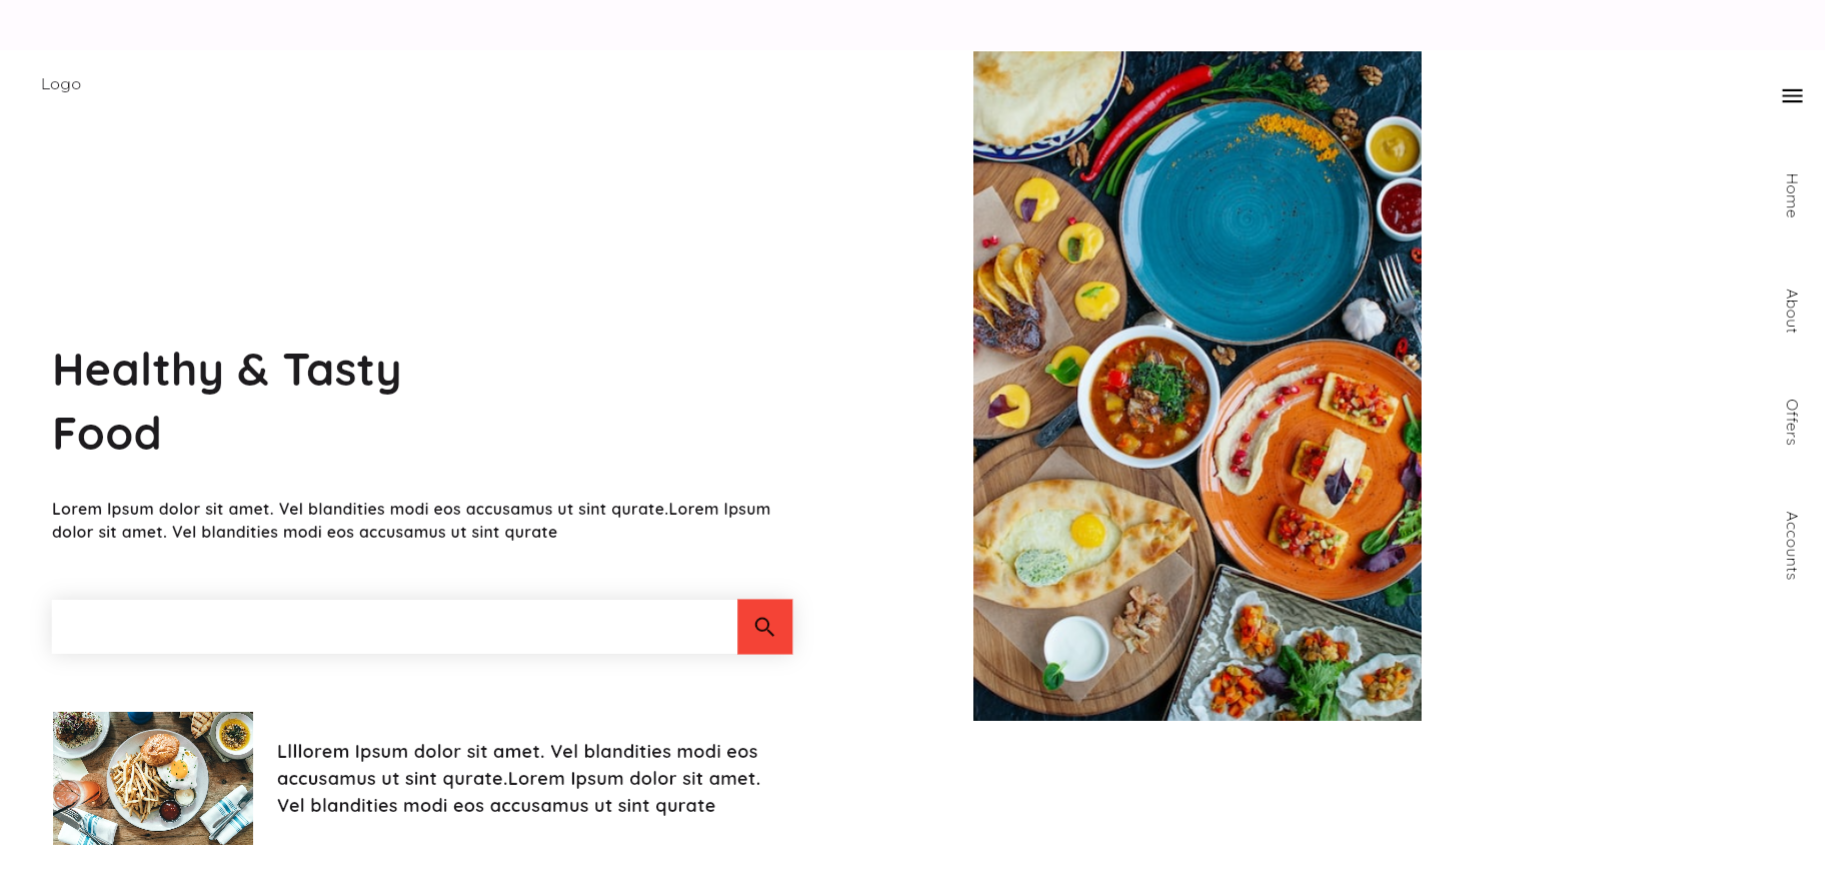 Logo
Home
About
Offers
Accounts
Healthy & Tasty
Food
Lorem Ipsum dolor sit amet. Vel blandities modi eos accusamus ut sint qurate.Lorem Ipsum
dolor sit amet. Vel blandities modi eos accusamus ut sint qurate
Lllorem Ipsum dolor sit amet. Vel blandities modi eos
accusamus ut sint qurate.Lorem Ipsum dolor sit amet.
Vel blandities modi eos accusamus ut sint qurate